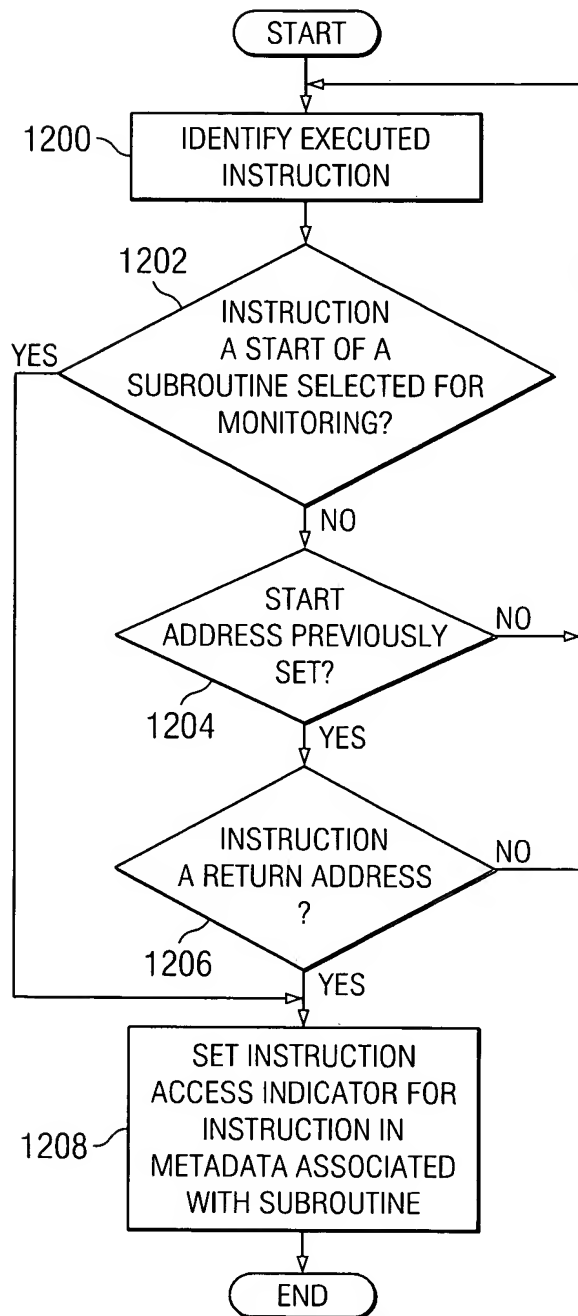 START
1200
IDENTIFY EXECUTED
INSTRUCTION
1202
YES
INSTRUCTION
A START OF A
SUBROUTINE SELECTED FOR
MONITORING?
NO
START
ADDRESS PREVIOUSLY
SET?
NO
1204
YES
INSTRUCTION
A RETURN ADDRESS
?
NO
1206
YES
SET INSTRUCTION
ACCESS INDICATOR FOR
INSTRUCTION IN
METADATA ASSOCIATED
WITH SUBROUTINE
1208
END